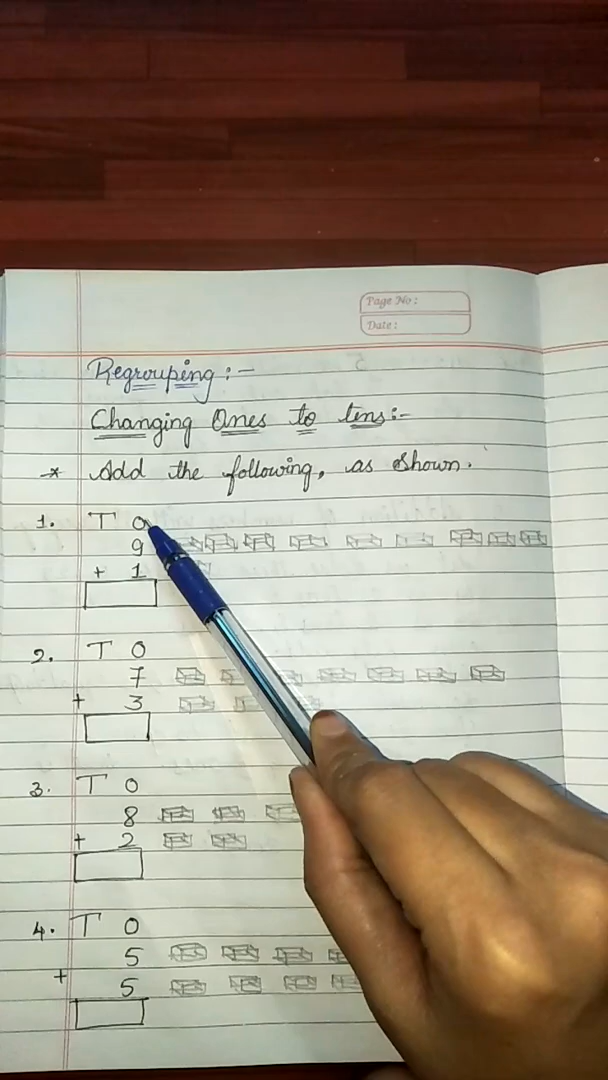 Page No :
Date :
Regrouping :-
Changing Ones to tens :-
* Add the following, as shown.
1. T O
9
+ 1
2. T O
7
+ 3
3. T O
8
+ 2
4. T O
5
+ 5